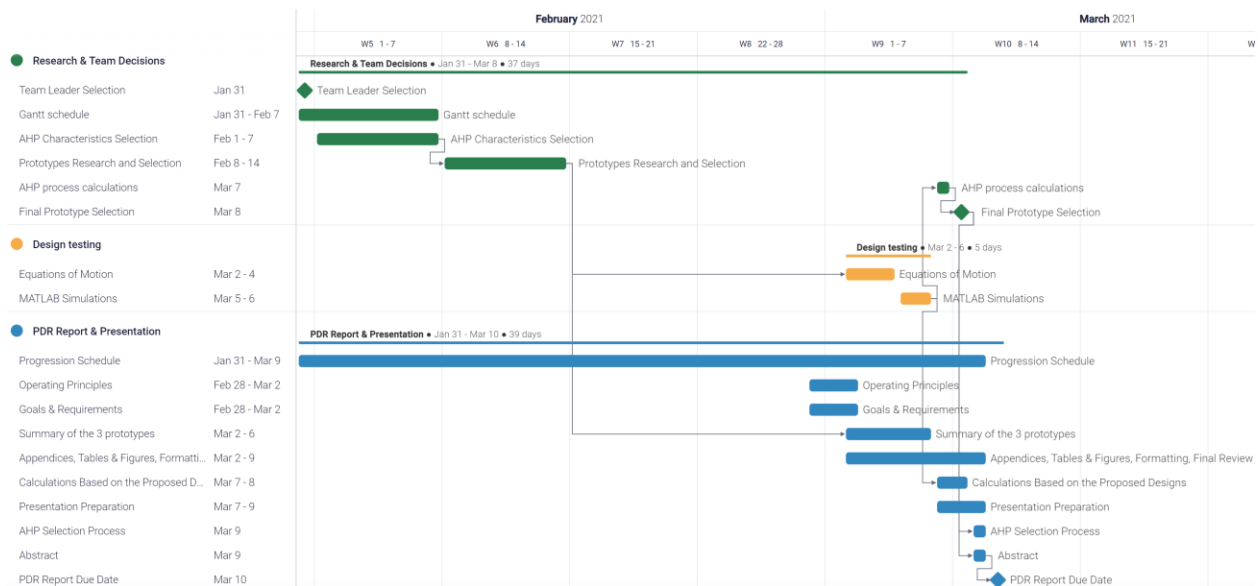 February 2021
March 2021
W5 1 - 7
W6 8 - 14
W7 15 - 21
W8 22 - 28
W9 1 - 7
W10 8 - 14
W11 15 - 21
W
Research & Team Decisions
Research & Team Decisions ● Jan 31 - Mar 8 ● 37 days
Team Leader Selection Jan 31
Team Leader Selection
Gantt schedule Jan 31 - Feb 7
Gantt schedule
AHP Characteristics Selection Feb 1 - 7
AHP Characteristics Selection
Prototypes Research and Selection Feb 8 - 14
Prototypes Research and Selection
AHP process calculations Mar 7
AHP process calculations
Final Prototype Selection Mar 8
Final Prototype Selection
Design testing
Design testing ● Mar 2 - 6 ● 5 days
Equations of Motion Mar 2 - 4
Equations of Motion
MATLAB Simulations Mar 5 - 6
MATLAB Simulations
PDR Report & Presentation
PDR Report & Presentation ● Jan 31 - Mar 10 ● 39 days
Progression Schedule Jan 31 - Mar 9
Progression Schedule
Operating Principles Feb 28 - Mar 2
Operating Principles
Goals & Requirements Feb 28 - Mar 2
Goals & Requirements
Summary of the 3 prototypes Mar 2 - 6
Summary of the 3 prototypes
Appendices, Tables & Figures, Formatti... Mar 2 - 9
Appendices, Tables & Figures, Formatting, Final Review
Calculations Based on the Proposed D... Mar 7 - 8
Calculations Based on the Proposed Designs
Presentation Preparation Mar 7 - 9
Presentation Preparation
AHP Selection Process Mar 9
AHP Selection Process
Abstract Mar 9
Abstract
PDR Report Due Date Mar 10
PDR Report Due Date